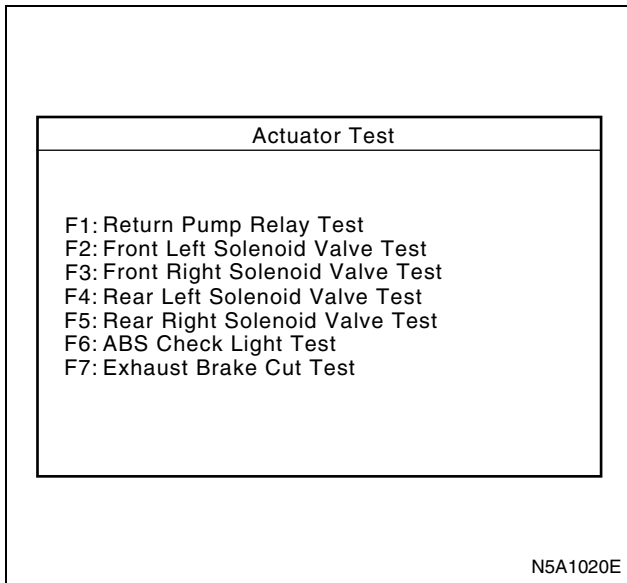 Actuator Test
F1: Return Pump Relay Test
F2: Front Left Solenoid Valve Test
F3: Front Right Solenoid Valve Test
F4: Rear Left Solenoid Valve Test
F5: Rear Right Solenoid Valve Test
F6: ABS Check Light Test
F7: Exhaust Brake Cut Test
N5A1020E